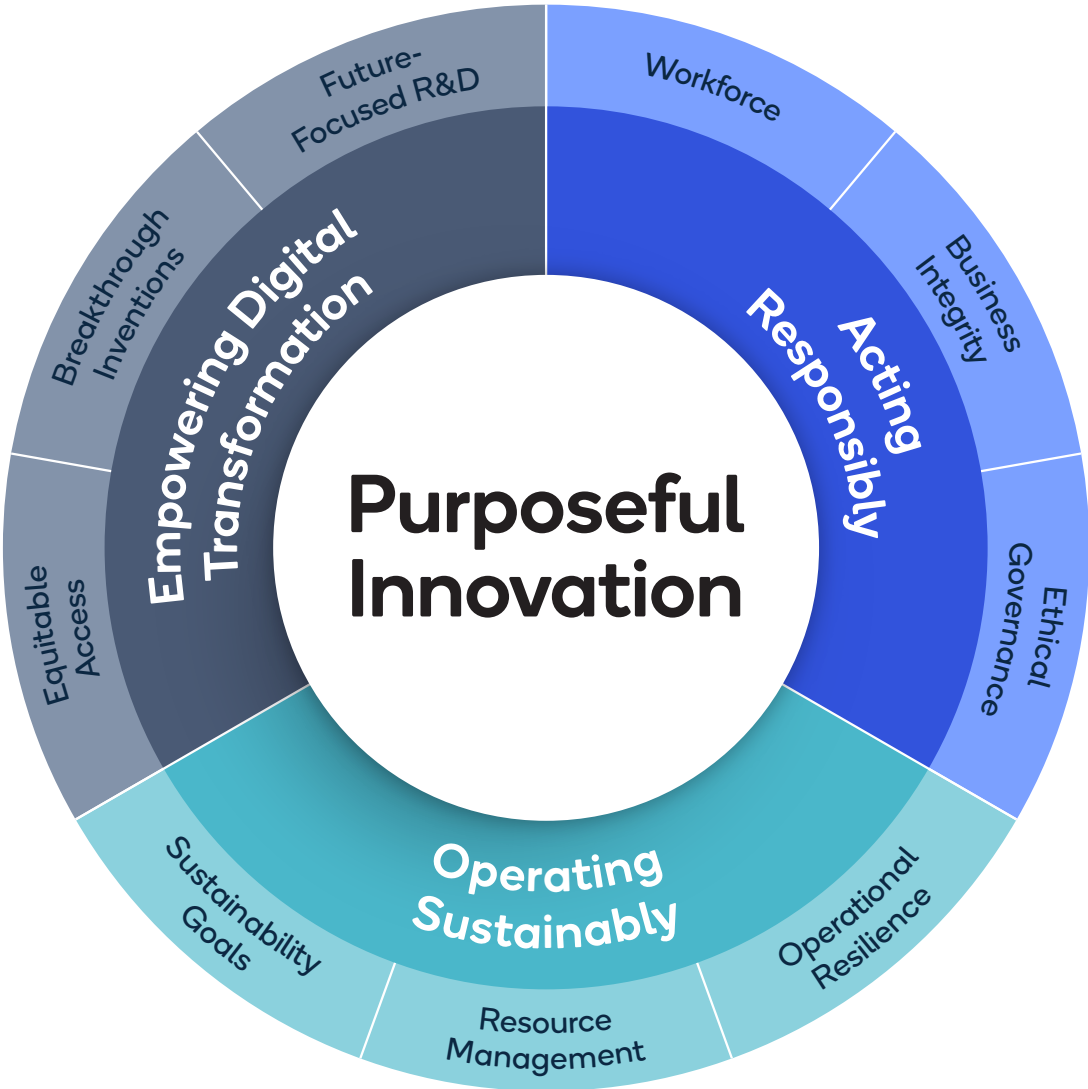 Purposeful
Innovation
Acting
Responsibly
Workforce
Business
Integrity
Ethical
Governance
Operating
Sustainably
Operational
Resilience
Resource
Management
Sustainability
Goals
Empowering Digital
Transformation
Equitable
Access
Breakthrough
Inventions
Future-
Focused R&D